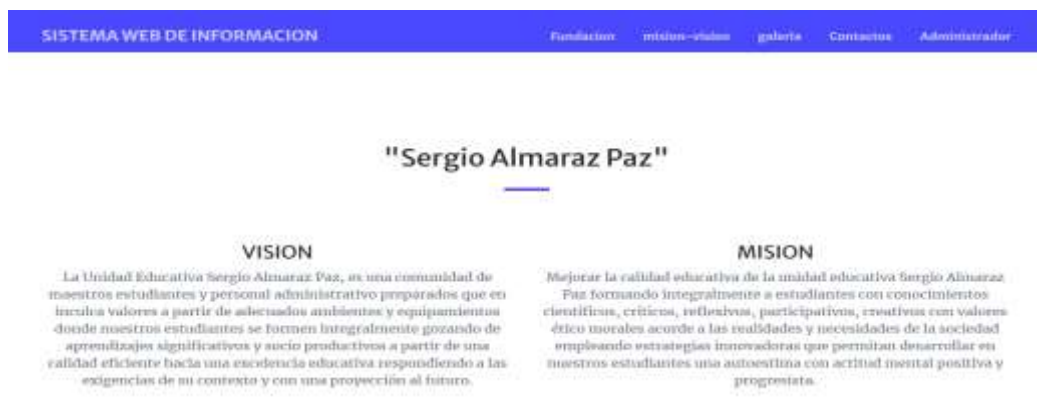 SISTEMA WEB DE INFORMACION
Fundacion mision-vision galeria Contactos Administrador
"Sergio Almaraz Paz"
VISION
La Unidad Educativa Sergio Almaraz Paz, es una comunidad de
maestros estudiantes y personal administrativo preparados que en
inculca valores a partir de adecuados ambientes y equipamientos
donde nuestros estudiantes se formen integralmente gozando de
aprendizajes significativos y socio productivos a partir de una
calidad eficiente hacia una excelencia educativa respondiendo a las
exigencias de su contexto y con una proyección al futuro.
MISION
Mejorar la calidad educativa de la unidad educativa Sergio Almaraz
Paz formando integralmente a estudiantes con conocimientos
científicos, críticos, reflexivos, participativos, creativos con valores
ético morales acorde a las realidades y necesidades de la sociedad
empleando estrategias innovadoras que permitan desarrollar en
nuestros estudiantes una autoestima con actitud mental positiva y
progresista.